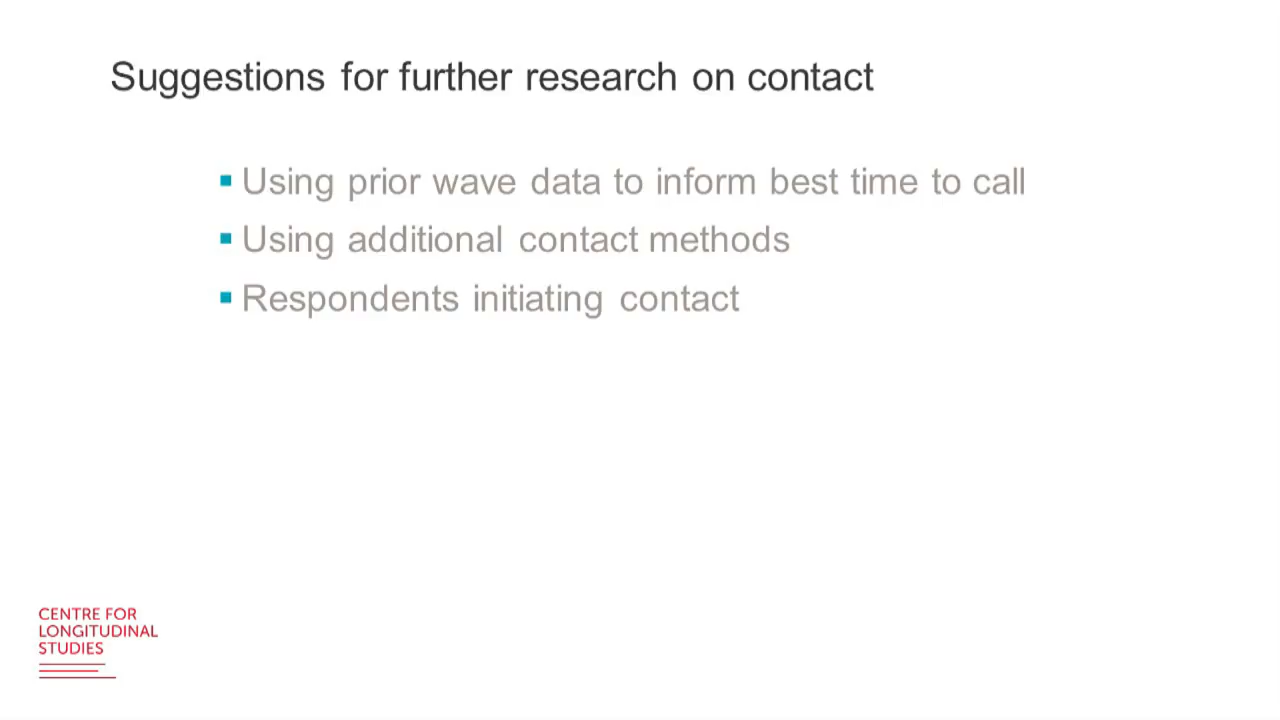 Suggestions for further research on contact
Using prior wave data to inform best time to call
Using additional contact methods
Respondents initiating contact
CENTRE FOR
LONGITUDINAL
STUDIES